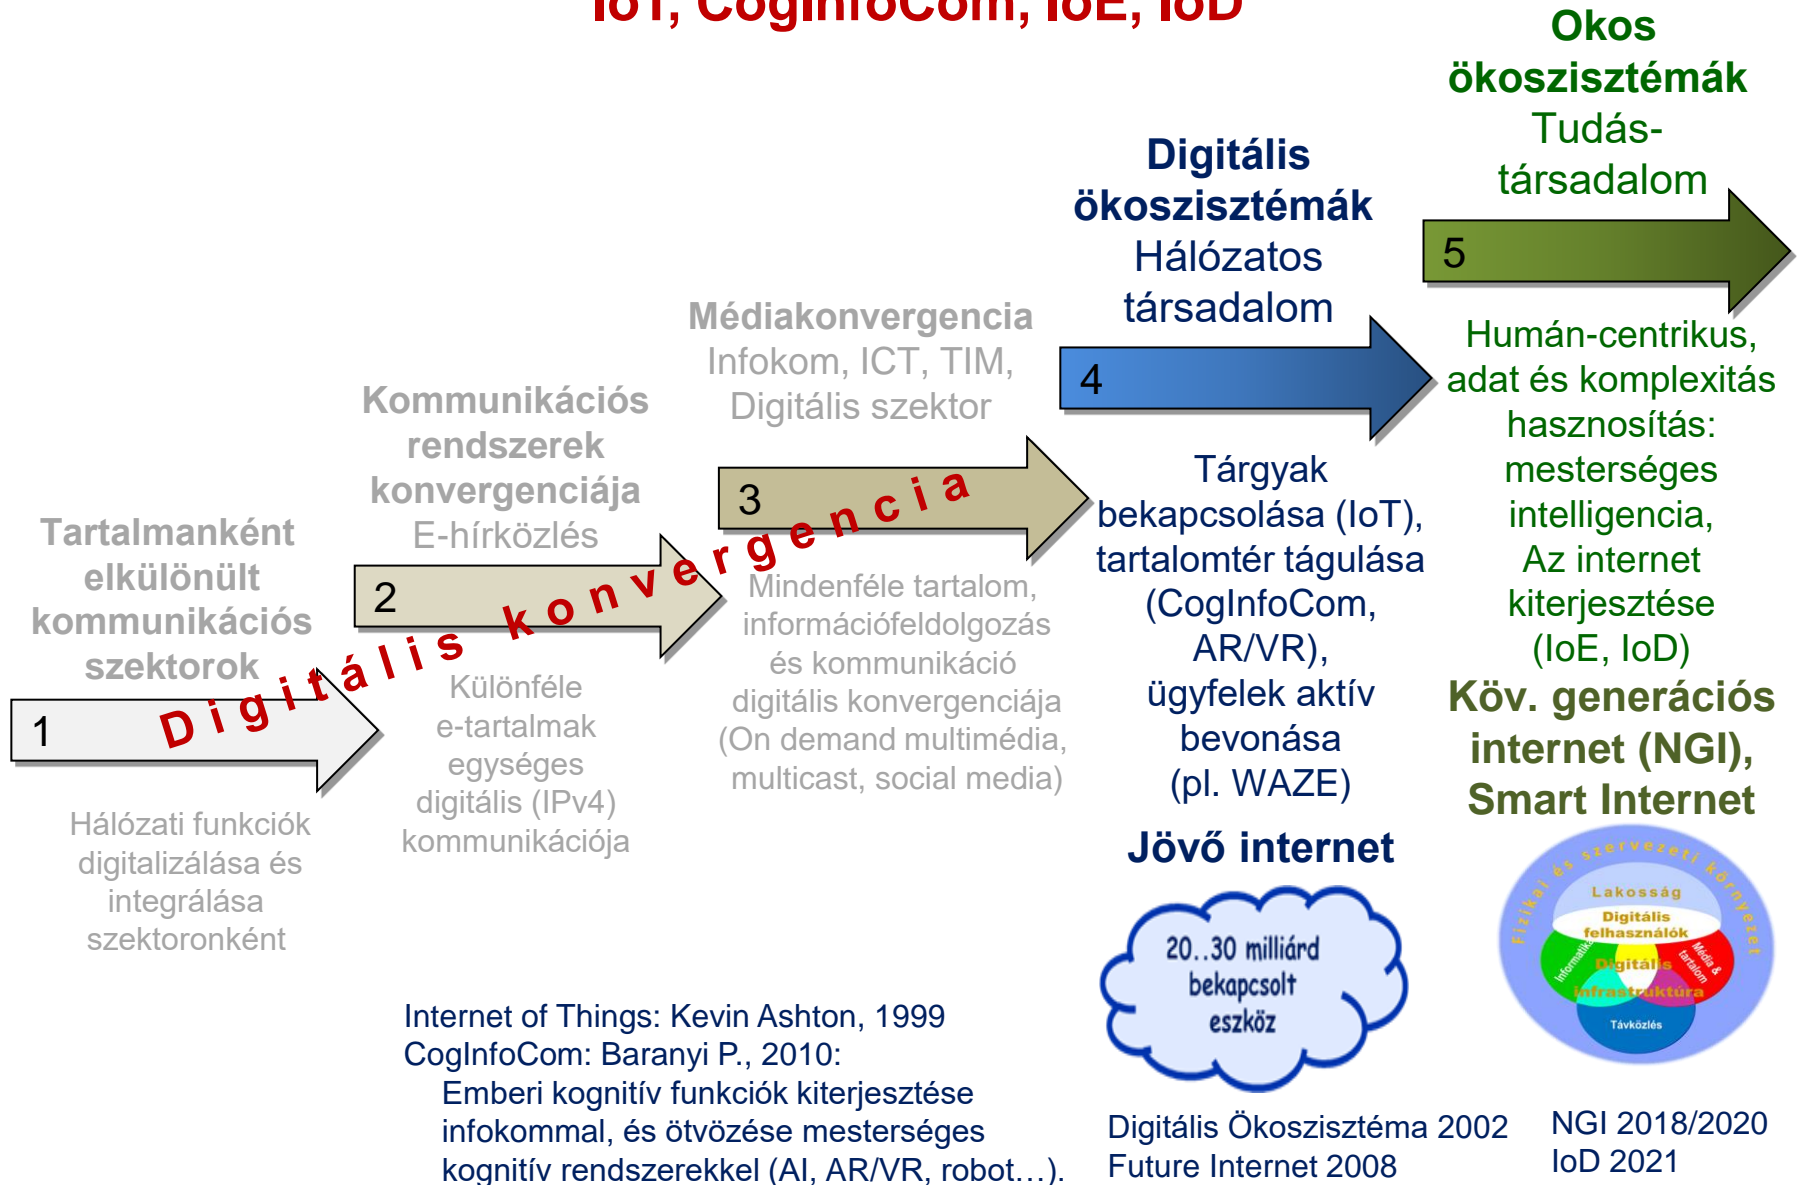 IoT, CogInfoCom, IoE, IoD
Okos
ökoszisztémák
Tudás-
társadalom
5
Humán-centrikus,
adat és komplexitás
hasznosítás:
mesterséges
intelligencia,
Az internet
kiterjesztése
(IoE, IoD)
Köv. generációs
internet (NGI),
Smart Internet
Digitális
ökoszisztémák
Hálózatos
társadalom
4
Tárgyak
bekapcsolása (IoT),
tartalomtér tágulása
(CogInfoCom,
AR/VR),
ügyfelek aktív
bevonása
(pl. WAZE)
Jövő internet
20..30 milliárd
bekapcsolt
eszköz
Médiakonvergencia
Infokom, ICT, TIM,
Digitális szektor
3
Mindenféle tartalom,
információfeldolgozás
és kommunikáció
digitális konvergenciája
(On demand multimédia,
multicast, social media)
Kommunikációs
rendszerek
konvergenciája
E-hírközlés
2
Különféle
e-tartalmak
egységes
digitális (IPv4)
kommunikációja
Tartalmanként
elkülönült
kommunikációs
szektorok
1
Hálózati funkciók
digitalizálása és
integrálása
szektoronként
Digitális konvergencia
Fizikai és szervezeti környezet
Lakosság
Digitális
felhasználók
Informatika
Média &
tartalom
Digitális
infrastruktúra
Távközlés
Internet of Things: Kevin Ashton, 1999
CogInfoCom: Baranyi P., 2010:
Emberi kognitív funkciók kiterjesztése
infokommal, és ötvözése mesterséges
kognitív rendszerekkel (AI, AR/VR, robot…).
Digitális Ökoszisztéma 2002
Future Internet 2008
NGI 2018/2020
IoD 2021